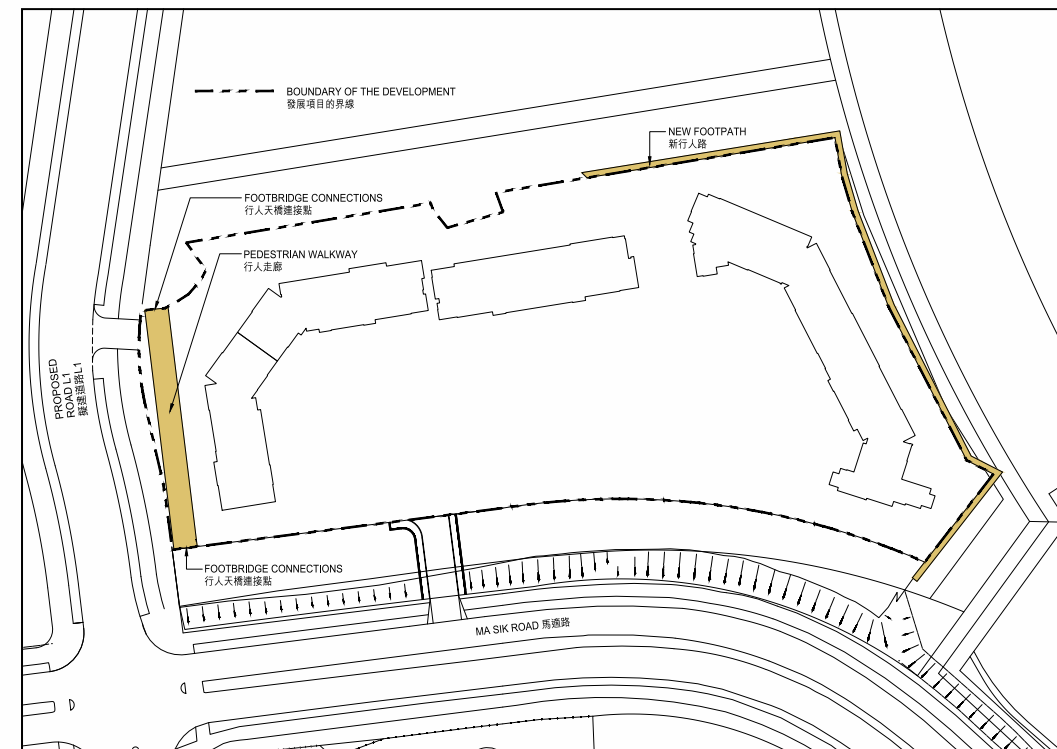 BOUNDARY OF THE DEVELOPMENT
發展項目的界線
NEW FOOTPATH
新行人路
FOOTBRIDGE CONNECTIONS
行人天橋連接點
PEDESTRIAN WALKWAY
行人走廊
PROPOSED
ROAD L1
擬建道路L1
FOOTBRIDGE CONNECTIONS
行人天橋連接點
MA SIK ROAD 馬適路